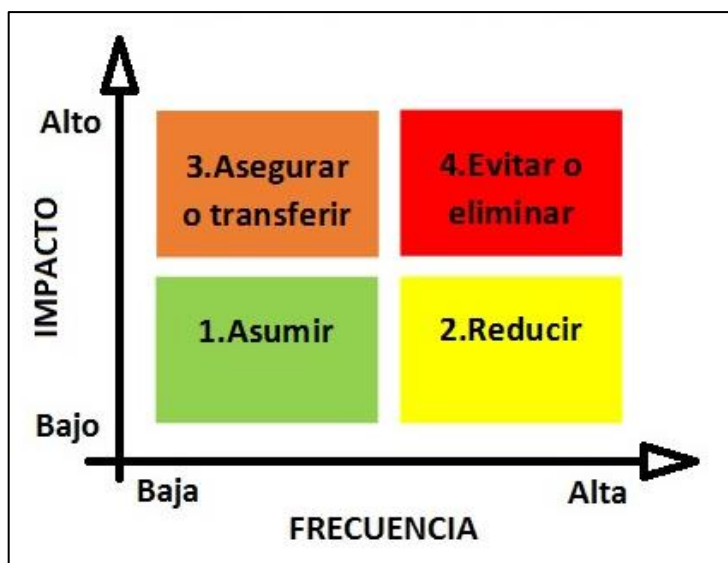 Alto
3.Asegurar
o transferir
4.Evitar o
eliminar
IMPACTO
1.Asumir
2.Reducir
Bajo
Baja
Alta
FRECUENCIA